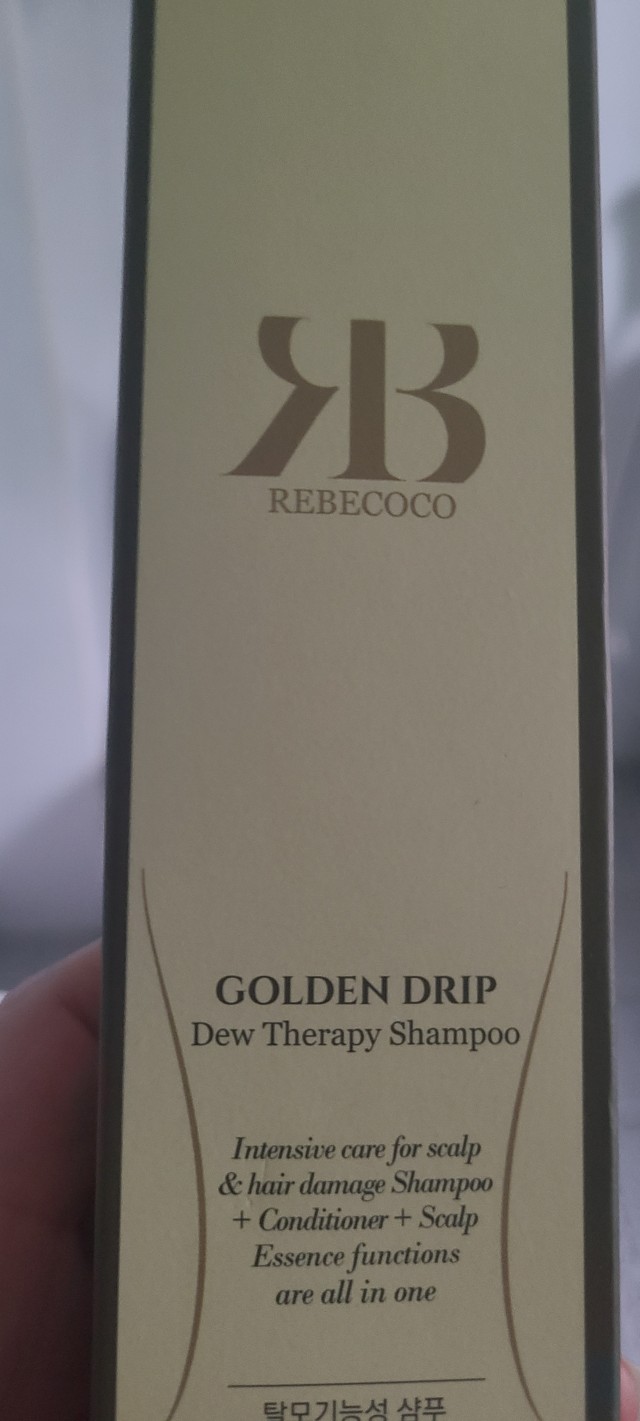 RB
REBECOCO
GOLDEN DRIP
Dew Therapy Shampoo
Intensive care for scalp
& hair damage Shampoo
+ Conditioner + Scalp
Essence functions
are all in one
탈모기능성 샴푸